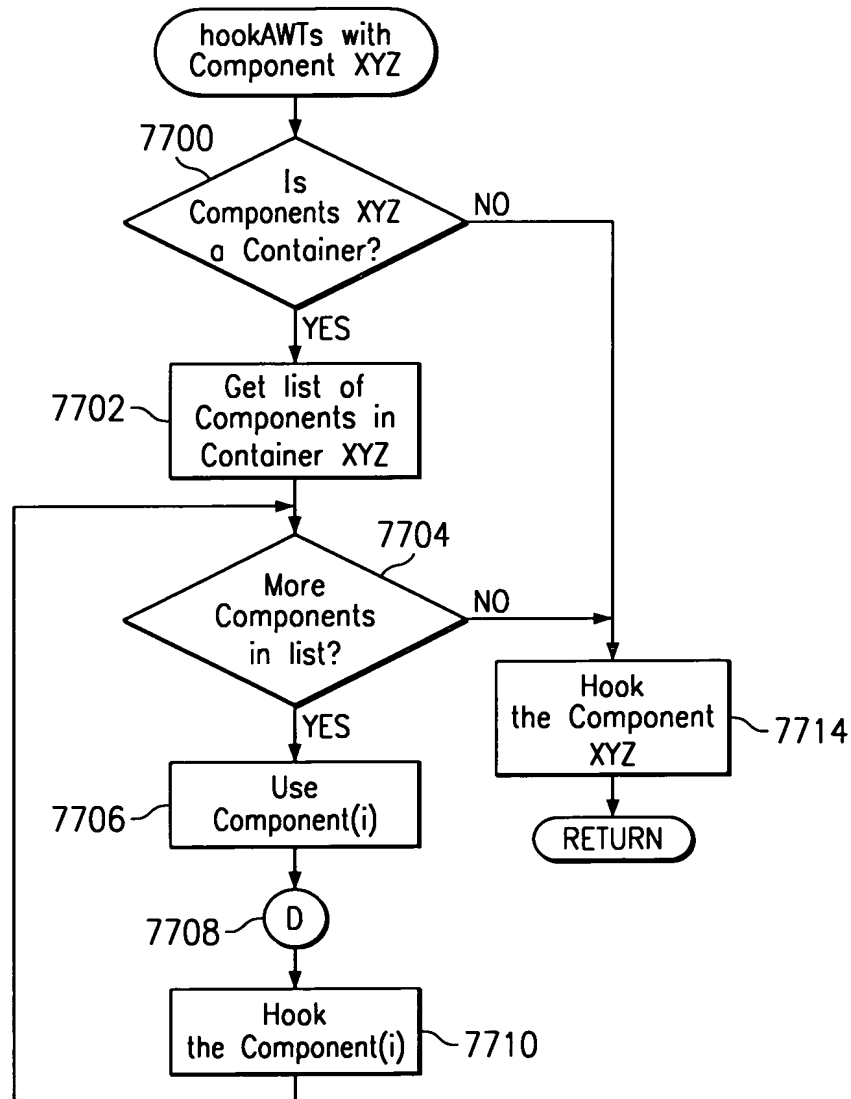 hookAWTs with
Component XYZ
7700
Is
Components XYZ
a Container?
NO
YES
7702
Get list of
Components in
Container XYZ
7704
More
Components
in list?
NO
YES
Hook
the Component
XYZ
7714
7706
Use
Component(i)
RETURN
7708
D
Hook
the Component(i)
7710